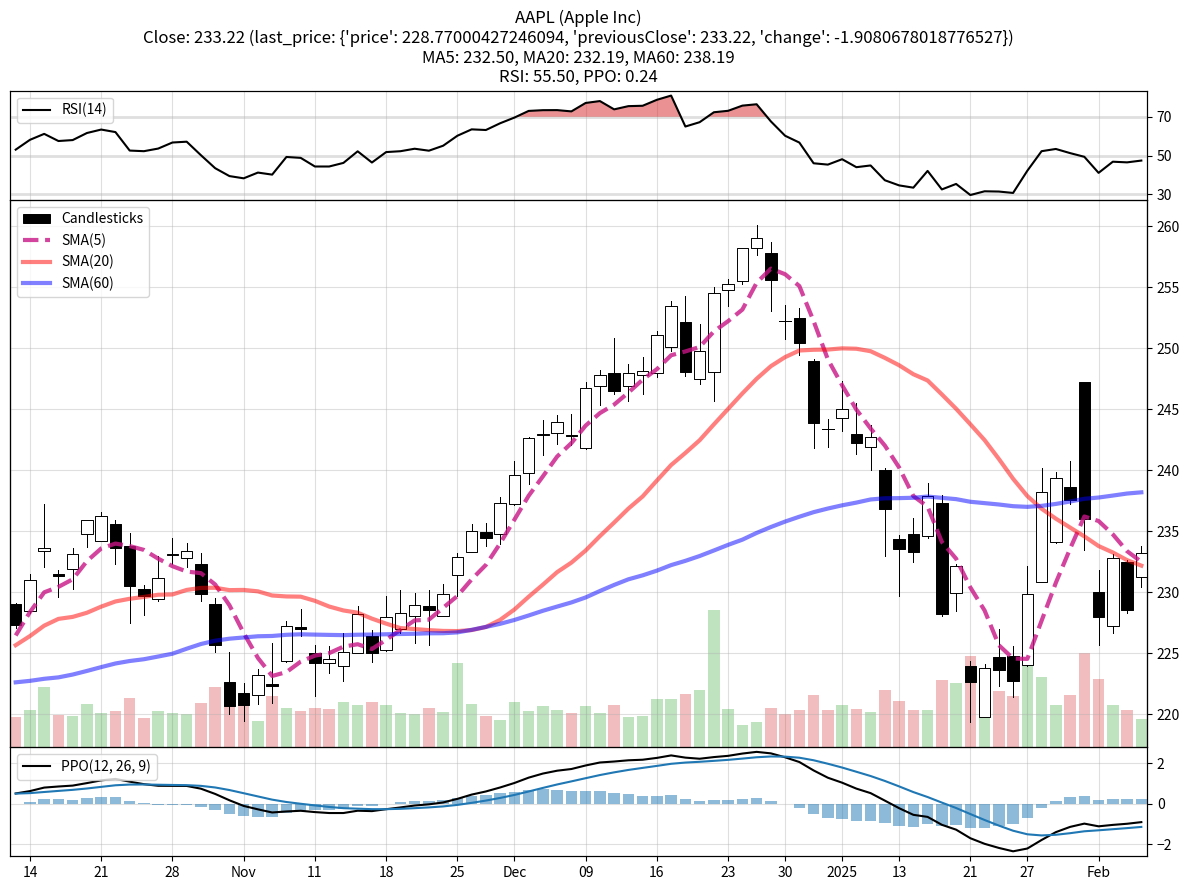 AAPL (Apple Inc)
Close: 233.22 (last_price: {'price': 228.77000427246094, 'previousClose': 233.22, 'change': -1.9080678018776527})
MA5: 232.50, MA20: 232.19, MA60: 238.19
RSI: 55.50, PPO: 0.24
RSI(14)
70
50
30
Candlesticks
SMA(5)
SMA(20)
SMA(60)
260
255
250
245
240
235
230
225
220
PPO(12, 26, 9)
2
0
−2
14 21 28 Nov 11 18 25 Dec 09 16 23 30 2025 13 21 27 Feb